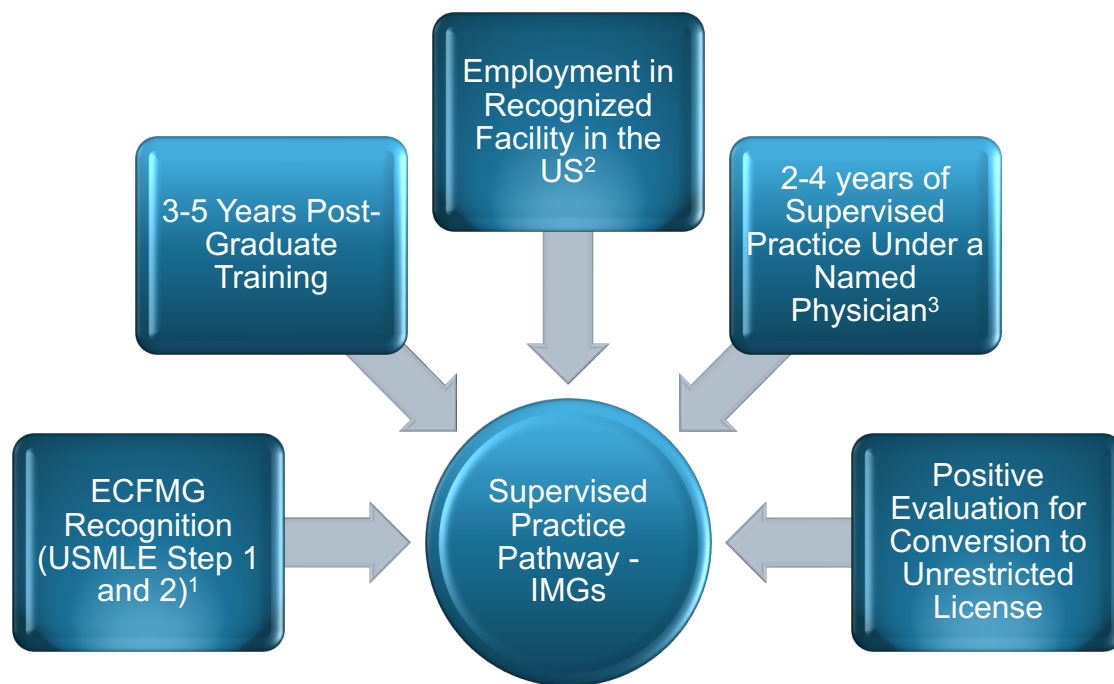 Employment in
Recognized
Facility in the
US²
3-5 Years Post-
Graduate
Training
2-4 years of
Supervised
Practice Under a
Named
Physician³
ECFMG
Recognition
(USMLE Step 1
and 2)¹
Supervised
Practice
Pathway -
IMGs
Positive
Evaluation for
Conversion to
Unrestricted
License